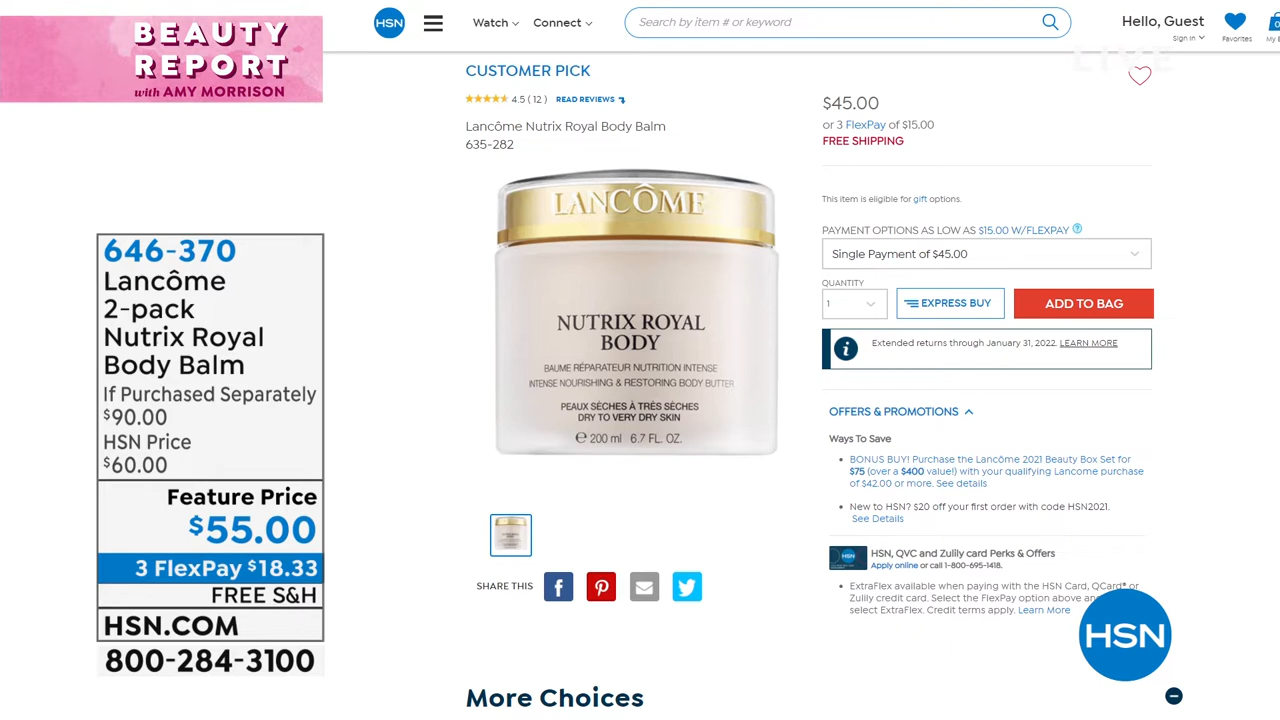 BEAUTY
REPORT
with AMY MORRISON
646-370
Lancôme
2-pack
Nutrix Royal
Body Balm
If Purchased Separately
$90.00
HSN Price
$60.00
Feature Price
$55.00
3 FlexPay $18.33
FREE S&H
HSN.COM
800-284-3100
HSN
Watch
Connect
Search by item # or keyword
Hello, Guest
Sign In
Favorites
LIVE
CUSTOMER PICK
4.5 ( 12 ) READ REVIEWS
Lancôme Nutrix Royal Body Balm
635-282
LANCÔME
NUTRIX ROYAL
BODY
BAUME RÉPARATEUR NUTRITION INTENSE
INTENSE NOURISHING & RESTORING BODY BUTTER
PEAUX SÈCHES À TRÈS SÈCHES
DRY TO VERY DRY SKIN
℮ 200 ml 6.7 FL. OZ.
SHARE THIS
$45.00
or 3 FlexPay of $15.00
FREE SHIPPING
This item is eligible for gift options.
PAYMENT OPTIONS AS LOW AS $15.00 W/FLEXPAY
Single Payment of $45.00
QUANTITY
1
EXPRESS BUY
ADD TO BAG
Extended returns through January 31, 2022. LEARN MORE
OFFERS & PROMOTIONS
Ways To Save
BONUS BUY! Purchase the Lancôme 2021 Beauty Box Set for
$75 (over a $400 value!) with your qualifying Lancome purchase
of $42.00 or more. See details
New to HSN? $20 off your first order with code HSN2021.
See Details
HSN, QVC and Zulily card Perks & Offers
Apply online or call 1-800-695-1418.
ExtraFlex available when paying with the HSN Card, QCard® or
Zulily credit card. Select the FlexPay option above an
select ExtraFlex. Credit terms apply. Learn More
HSN
More Choices